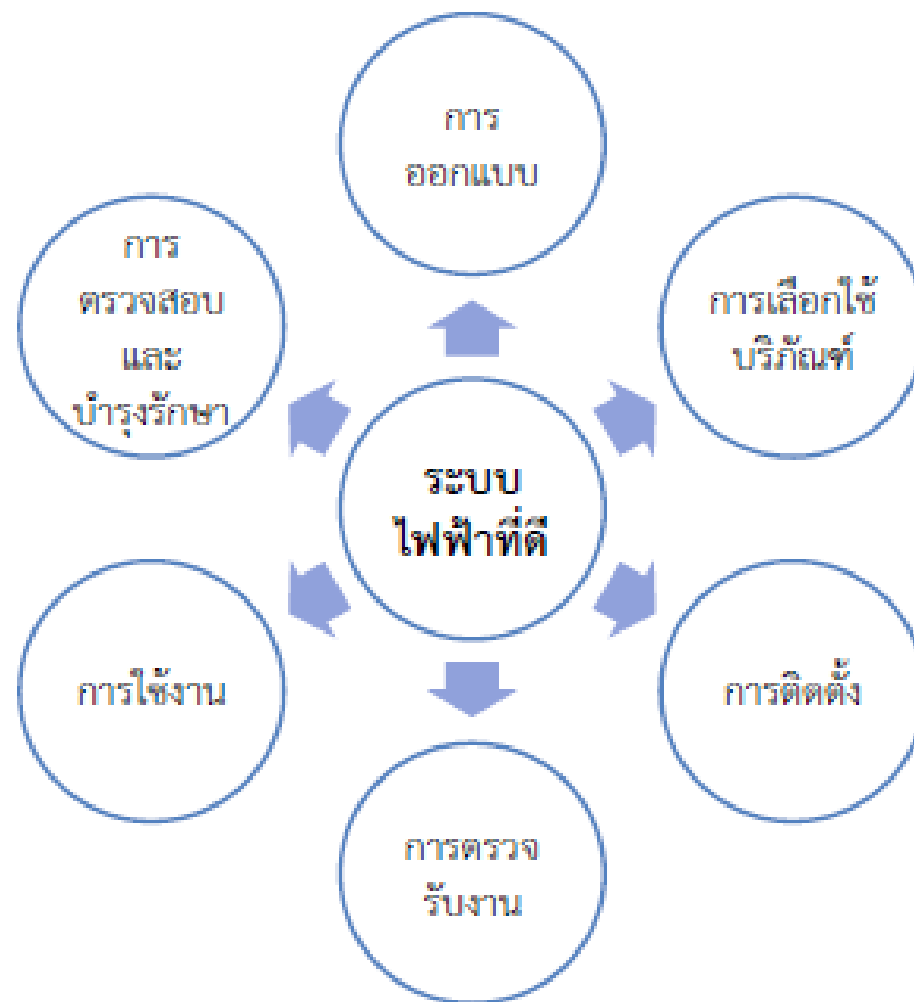 การ
ออกแบบ
การเลือกใช้
บริภัณฑ์
การติดตั้ง
การตรวจ
รับงาน
การใช้งาน
การ
ตรวจสอบ
และ
บำรุงรักษา
ระบบ
ไฟฟ้าที่ดี